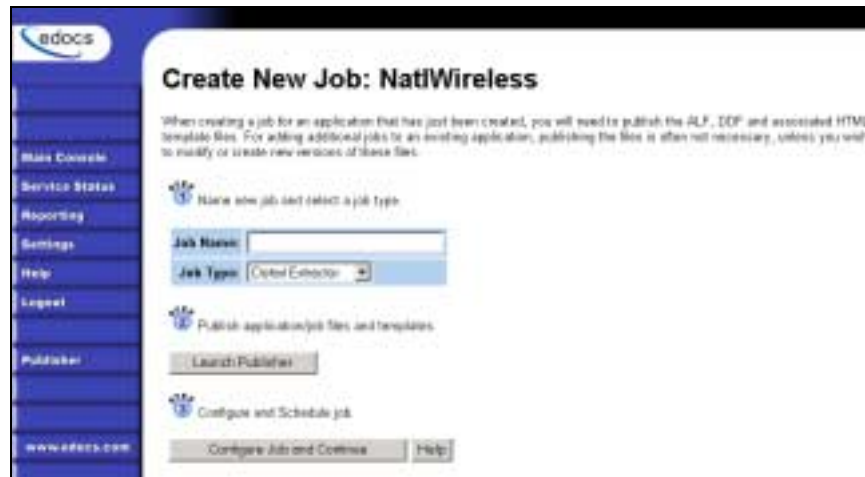 edocs
Create New Job: NatlWireless
When creating a job for an application that has just been created, you will need to publish the ALF, DDF and associated HTML
template files. For adding additional jobs to an existing application, publishing the files is often not necessary, unless you wish
to modify or create new versions of these files.
Main Console
Service Status
Reporting
Settings
Help
Logout
Publisher
www.edocs.com
1 Name new job and select a job type.
Job Name:
Job Type: Detail Extractor
2 Publish application/job files and templates.
Launch Publisher
3 Configure and Schedule job.
Configure Job and Continue
Help